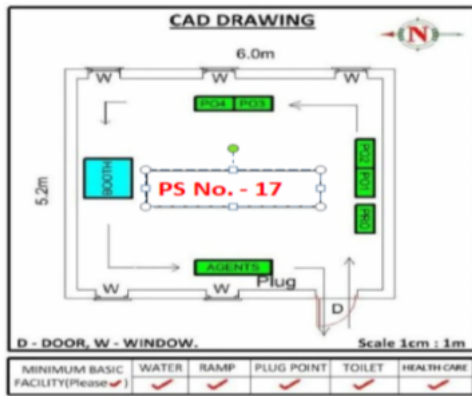 CAD DRAWING
N
6.0m
W W W
PO4 PO3
5.2m
BOOTH
PS No. - 17
PO2
PO1
PRO
AGENTS
Plug
W W
D
D - DOOR, W - WINDOW. Scale 1cm : 1m
MINIMUM BASIC FACILITY(Please✔) WATER RAMP PLUG POINT TOILET HEALTH CARE
✔ ✔ ✔ ✔ ✔